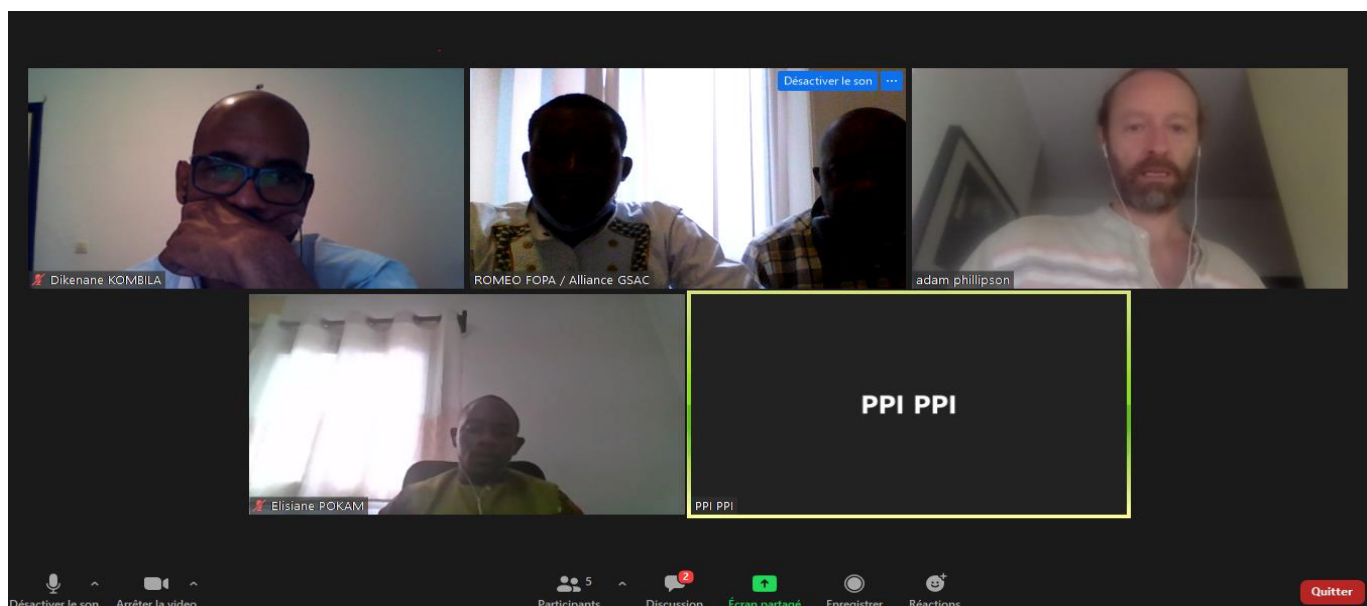 Désactiver le son ...
Dikenane KOMBILA
ROMEO FOPA / Alliance GSAC
adam phillipson
PPI PPI
Elisiane POKAM
PPI PPI
5
2
Désactiver le son
Arrêter la video
Participants
Discussion
Écran partagé
Enregistrer
Réactions
Quitter